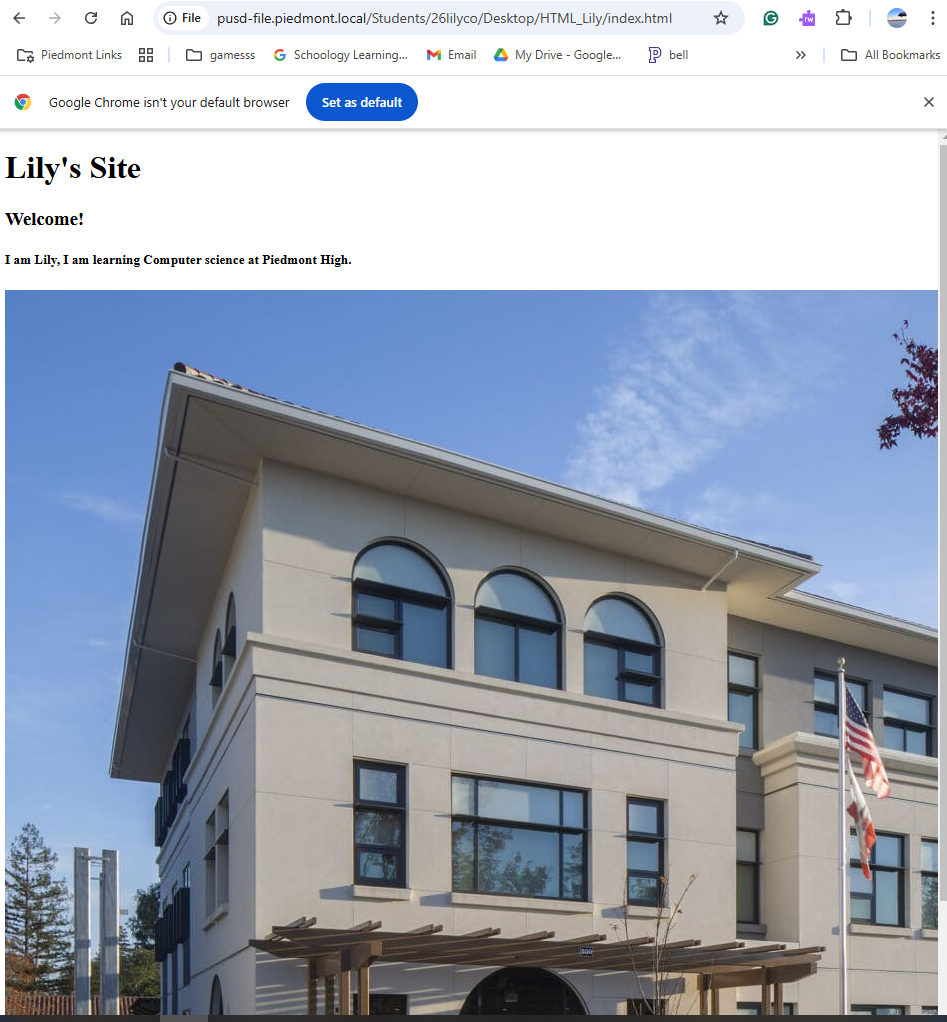 File pusd-file.piedmont.local/Students/26lilyco/Desktop/HTML_Lily/index.html
Piedmont Links gamesss Schoology Learning... Email My Drive - Google... bell » All Bookmarks
Google Chrome isn't your default browser Set as default
Lily's Site
Welcome!
I am Lily, I am learning Computer science at Piedmont High.
800